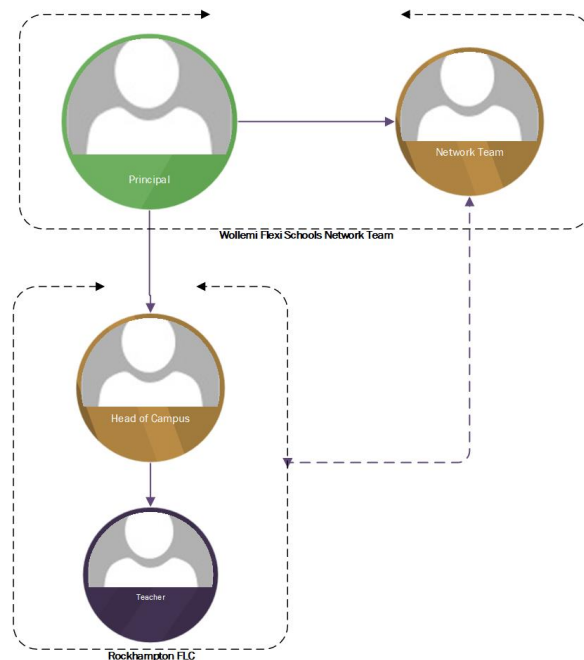 Principal
Network Team
Wollemi Flexi Schools Network Team
Head of Campus
Teacher
Rockhampton FLC